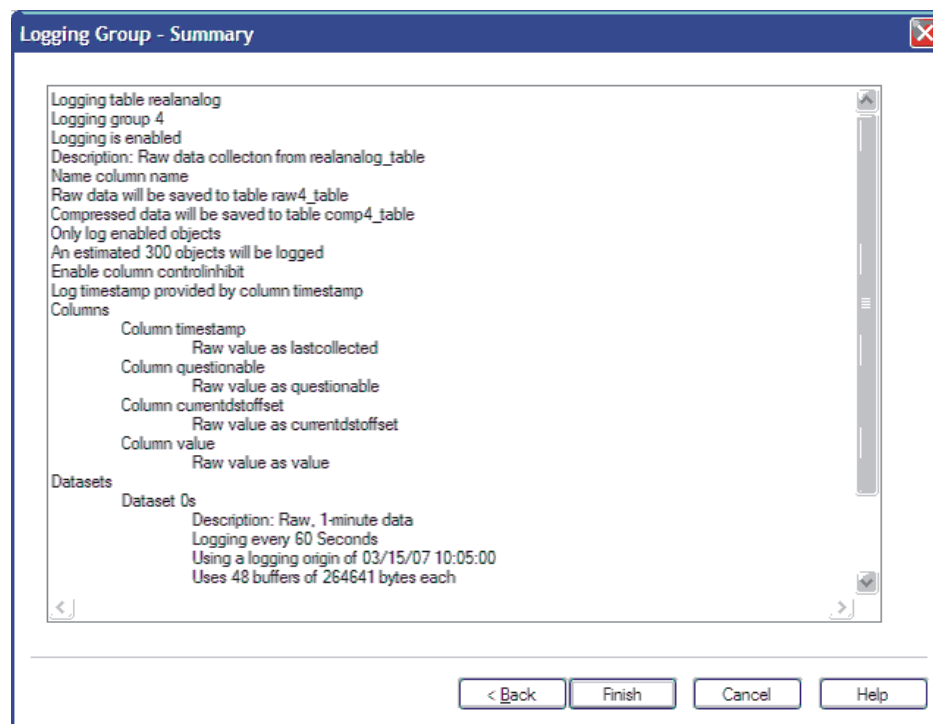 Logging Group - Summary
Logging table realanalog
Logging group 4
Logging is enabled
Description: Raw data collecton from realanalog_table
Name column name
Raw data will be saved to table raw4_table
Compressed data will be saved to table comp4_table
Only log enabled objects
An estimated 300 objects will be logged
Enable column controlinhibit
Log timestamp provided by column timestamp
Columns
Column timestamp
Raw value as lastcollected
Column questionable
Raw value as questionable
Column currentdstoffset
Raw value as currentdstoffset
Column value
Raw value as value
Datasets
Dataset 0s
Description: Raw, 1-minute data
Logging every 60 Seconds
Using a logging origin of 03/15/07 10:05:00
Uses 48 buffers of 264641 bytes each
< Back Finish Cancel Help